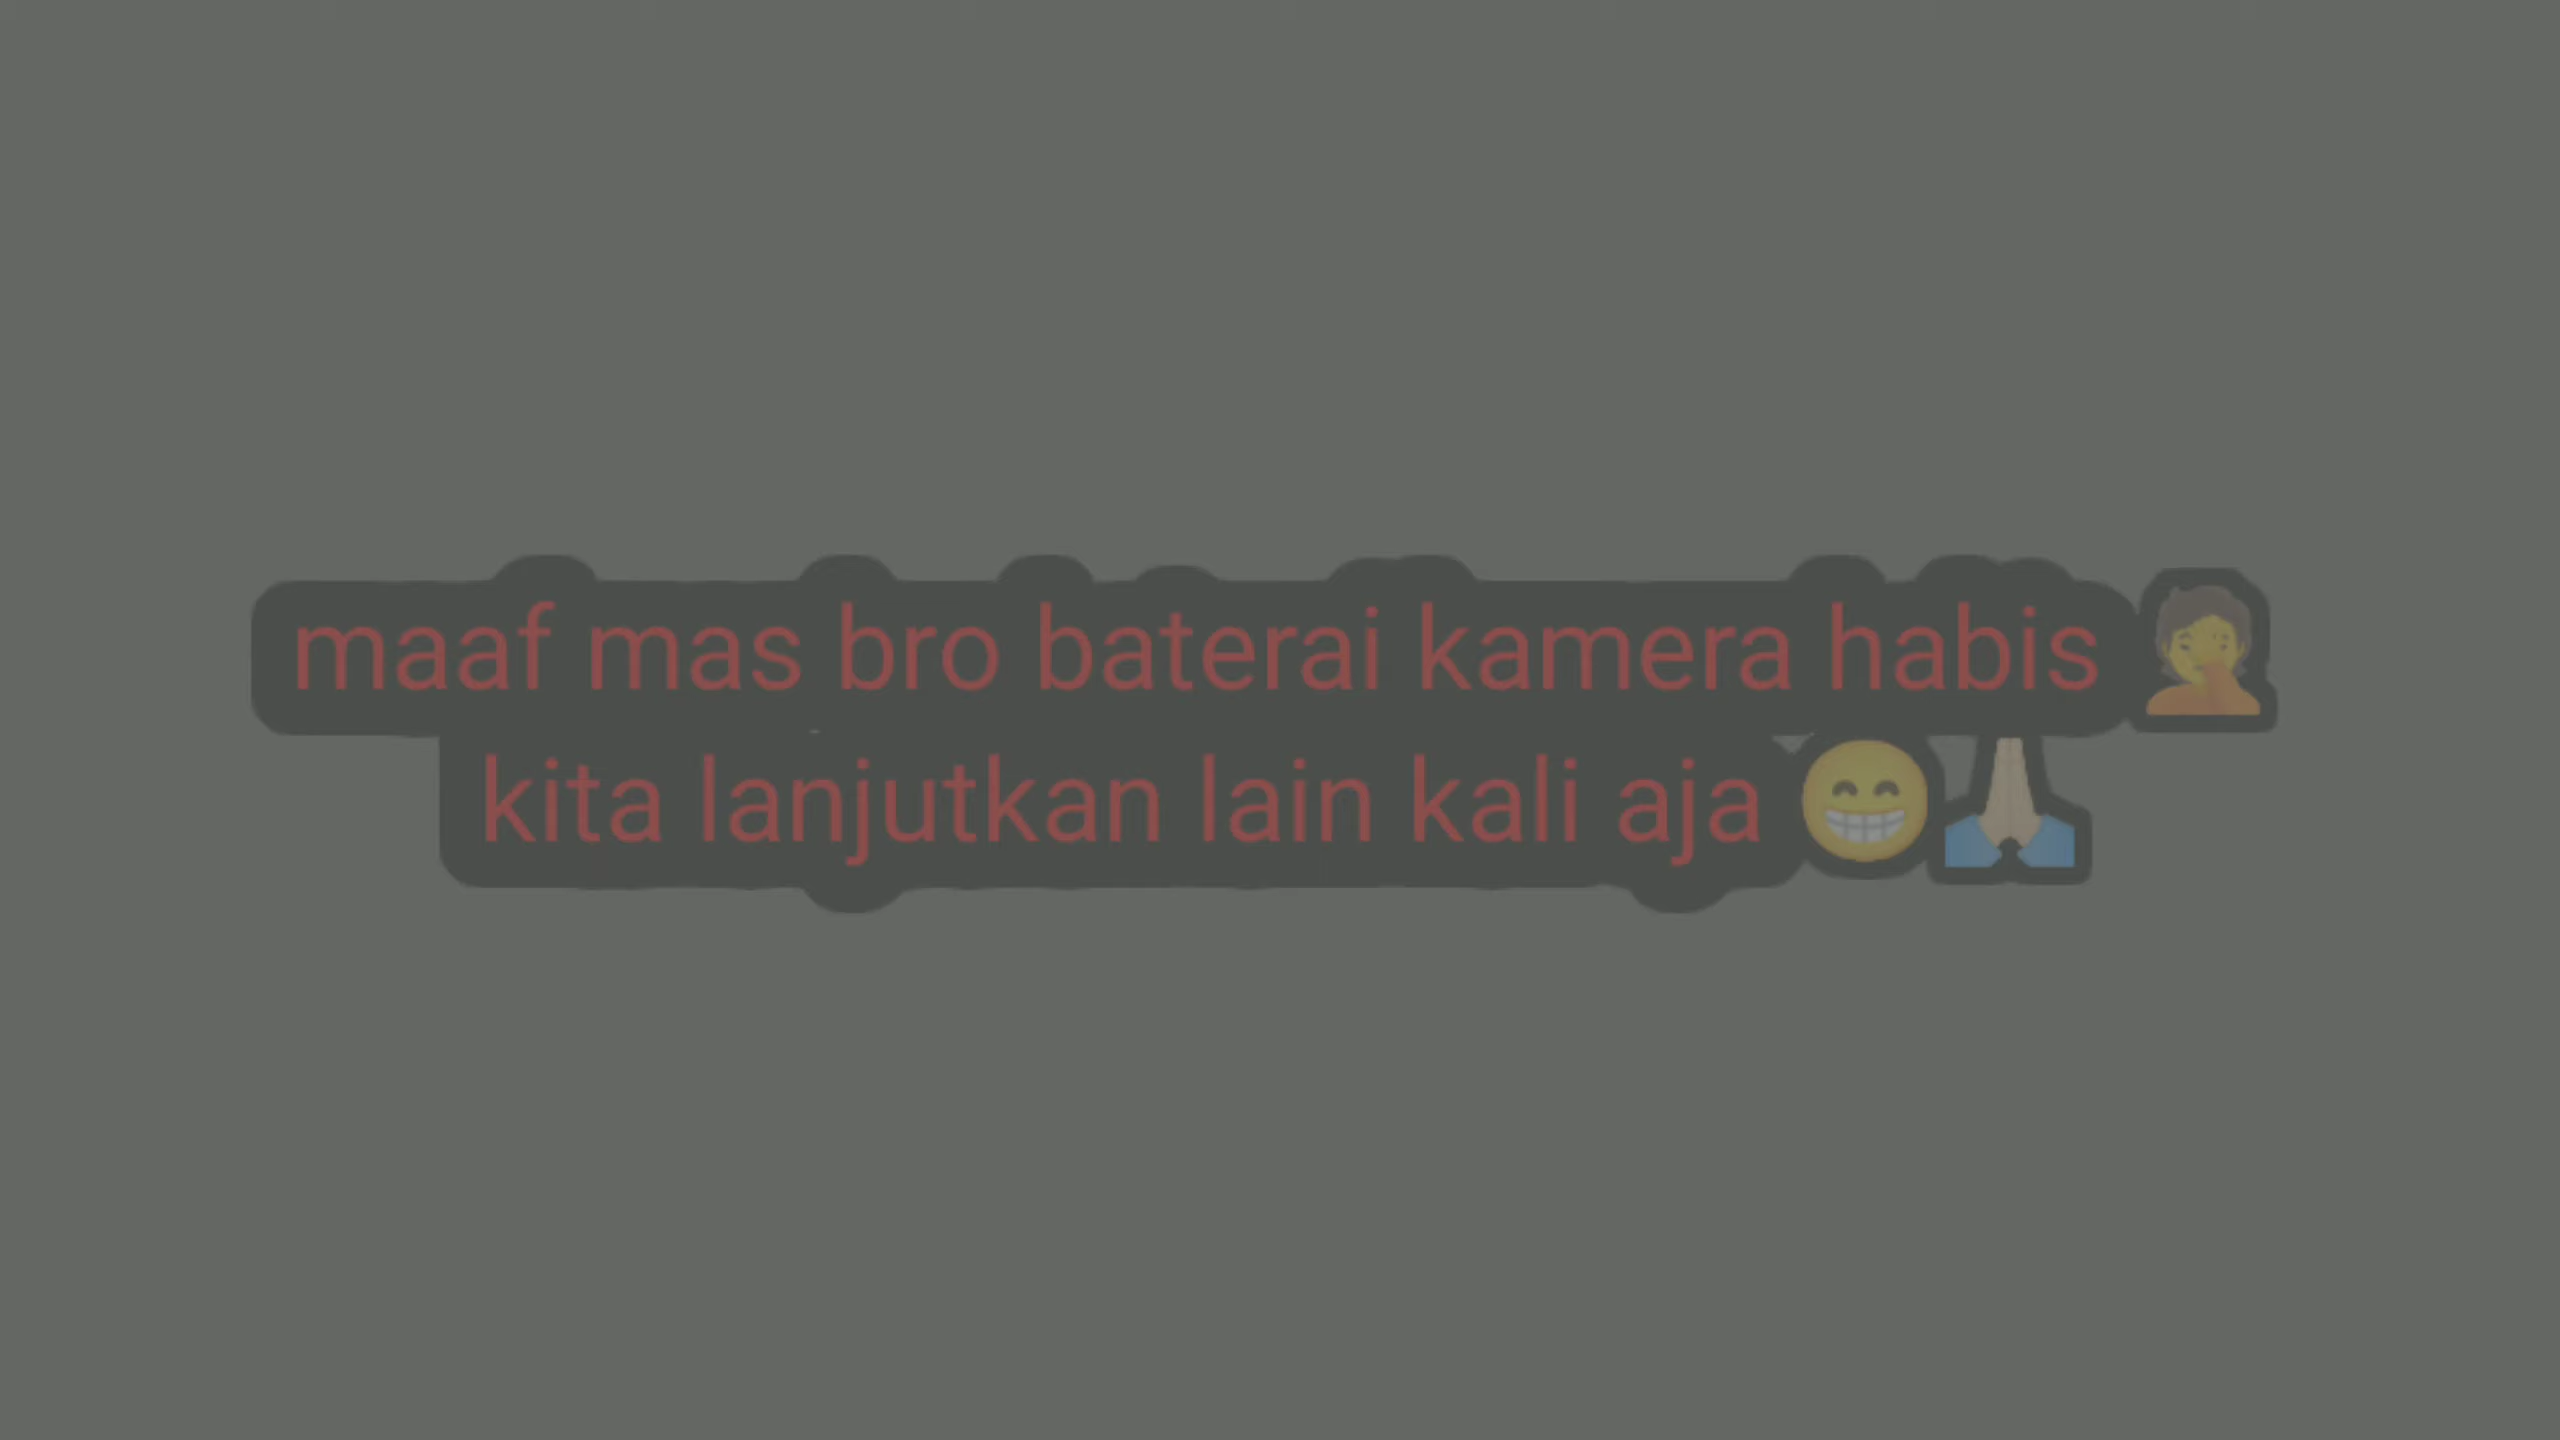 maaf mas bro baterai kamera habis 🤦
kita lanjutkan lain kali aja 😁🙏🏻